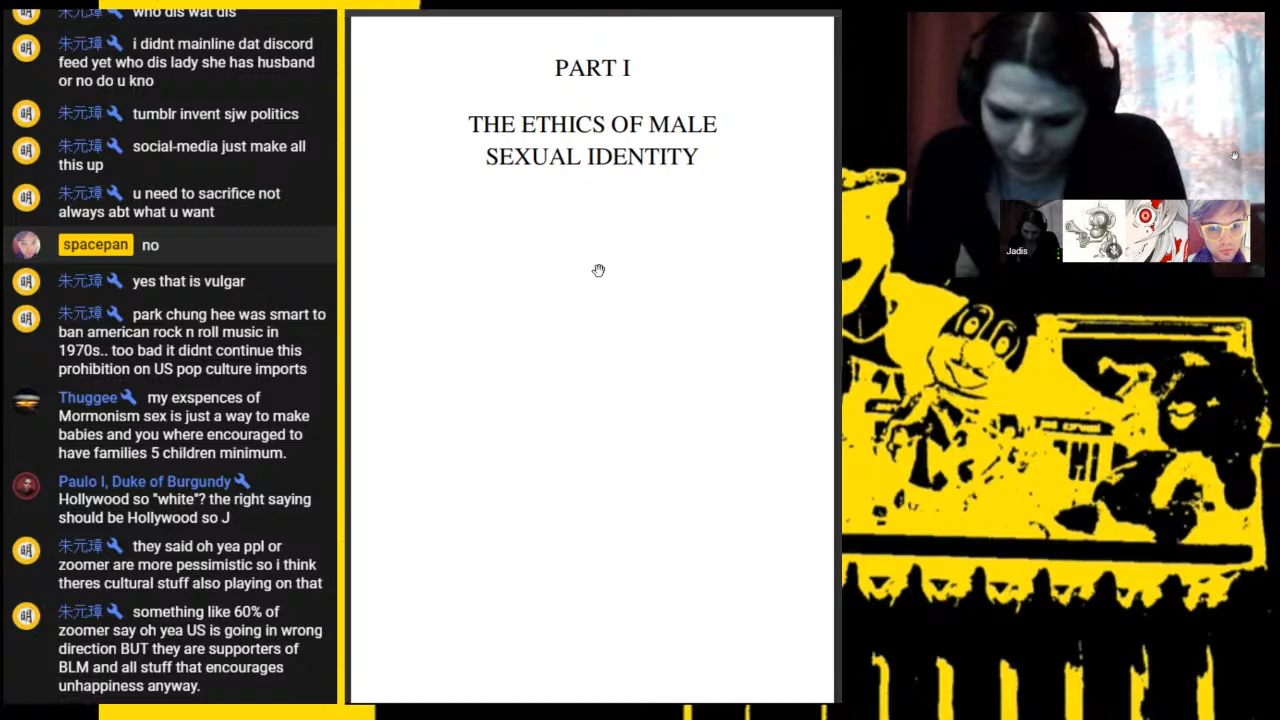 朱元璋 who dis wat dis
朱元璋 i didnt mainline dat discord
feed yet who dis lady she has husband
or no do u kno
朱元璋 tumblr invent sjw politics
朱元璋 social-media just make all
this up
朱元璋 u need to sacrifice not
always abt what u want
spacepan no
朱元璋 yes that is vulgar
朱元璋 park chung hee was smart to
ban american rock n roll music in
1970s.. too bad it didnt continue this
prohibition on US pop culture imports
Thuggee my exspences of
Mormonism sex is just a way to make
babies and you where encouraged to
have families 5 children minimum.
Paulo I, Duke of Burgundy
Hollywood so "white"? the right saying
should be Hollywood so J
朱元璋 they said oh yea ppl or
zoomer are more pessimistic so i think
theres cultural stuff also playing on that
朱元璋 something like 60% of
zoomer say oh yea US is going in wrong
direction BUT they are supporters of
BLM and all stuff that encourages
unhappiness anyway.
PART I
THE ETHICS OF MALE
SEXUAL IDENTITY
Jadis